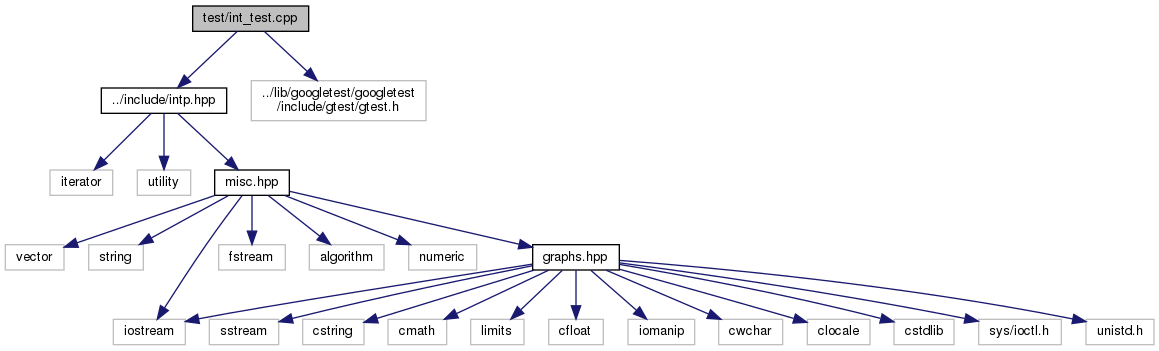 test/int_test.cpp
../include/intp.hpp
../lib/googletest/googletest
/include/gtest/gtest.h
iterator
utility
misc.hpp
vector
string
fstream
algorithm
numeric
graphs.hpp
iostream
sstream
cstring
cmath
limits
cfloat
iomanip
cwchar
clocale
cstdlib
sys/ioctl.h
unistd.h